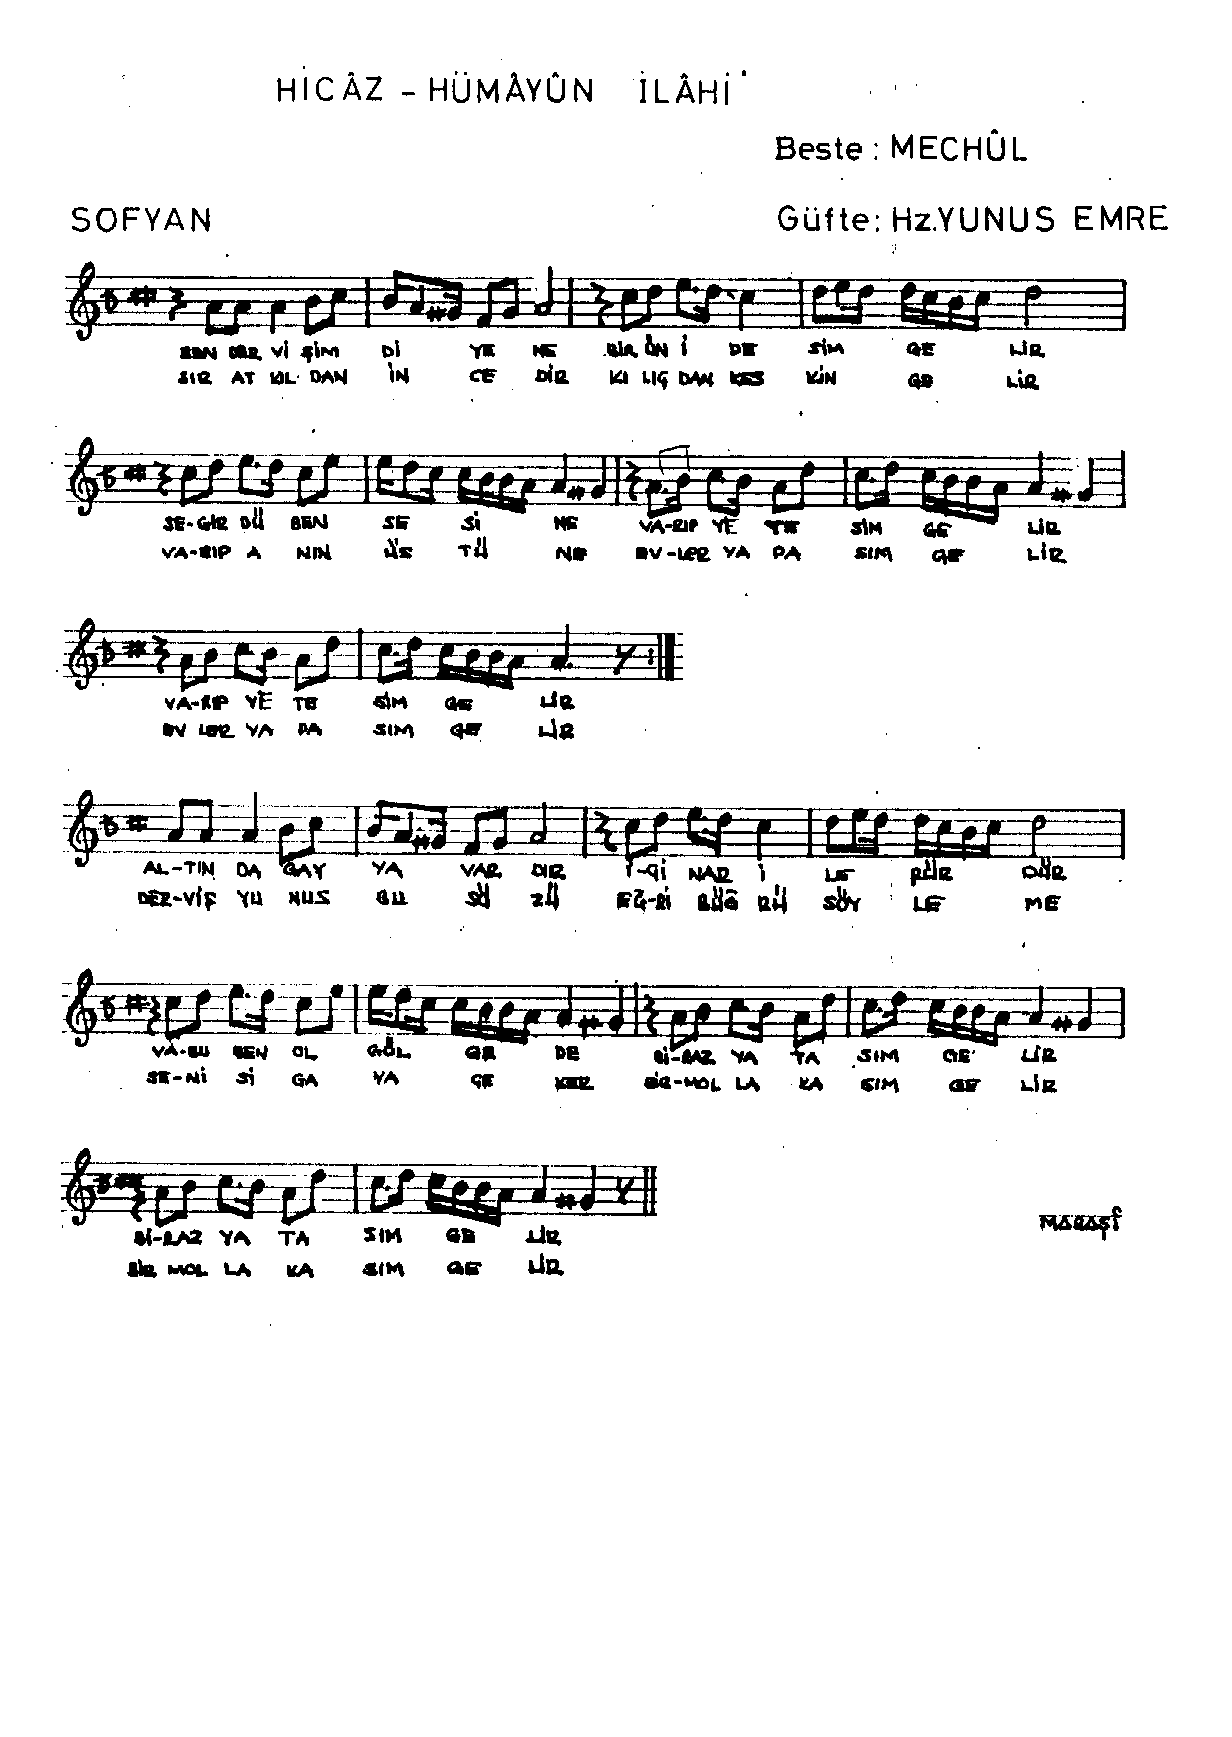 HİCÂZ - HÜMÂYÛN İLÂHİ
Beste : MECHÛL
SOFYAN
Güfte : Hz. YUNUS EMRE
BEN DER Vİ ŞİM Dİ YE NE BİR ÖN İ DE SİM GE LİR
SIR AT KIL DAN İN CE DİR KI LIÇ DAN KES KİN GE LİR
SE-GİR DÜ BEN SE Sİ NE VA-RIP YE TE SİM GE LİR
VA-RIP A NIN ÜS TÜ NE EV-LER YA PA SIM GE LİR
VA-RIP YE TE SİM GE LİR
EV LER YA PA SIM GE LİR
AL-TIN DA GAY YA VAR DIR İ-Çİ NAR İ LE PÜR DÜR
DER-VİŞ YU NUS BU SÖ ZÜ EĞ-Rİ BÜĞ RÜ SÖY LE ME
VA-RU BEN OL GÖL GE DE Bİ-RAZ YA TA SIM GE LİR
SE-Nİ Sİ GA YA ÇE KER BİR-MOL LA KA SIM GE LİR
Bİ-RAZ YA TA SIM GE LİR
BİR MOL LA KA SIM GE LİR
MARAŞÎ